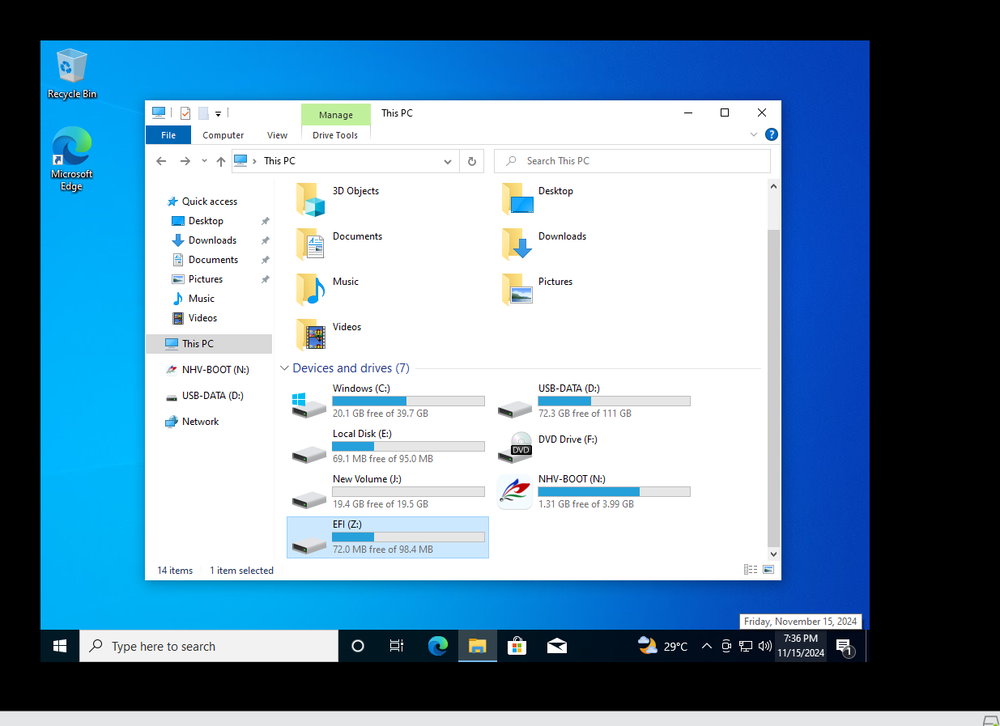 Recycle Bin
Microsoft
Edge
Manage
This PC
File
Computer
View
Drive Tools
?
This PC
Search This PC
Quick access
Desktop
Downloads
Documents
Pictures
Music
Videos
This PC
NHV-BOOT (N:)
USB-DATA (D:)
Network
3D Objects
Desktop
Documents
Downloads
Music
Pictures
Videos
Devices and drives (7)
Windows (C:)
20.1 GB free of 39.7 GB
USB-DATA (D:)
72.3 GB free of 111 GB
Local Disk (E:)
69.1 MB free of 95.0 MB
DVD
DVD Drive (F:)
New Volume (J:)
19.4 GB free of 19.5 GB
NHV-BOOT (N:)
1.31 GB free of 3.99 GB
EFI (Z:)
72.0 MB free of 98.4 MB
14 items
1 item selected
Friday, November 15, 2024
Type here to search
29°C
7:36 PM
11/15/2024
1